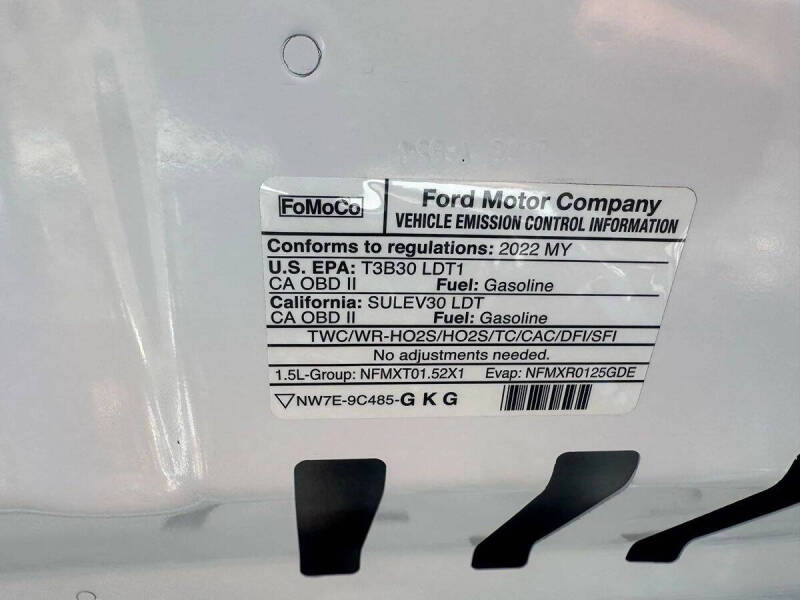 FoMoCo
Ford Motor Company
VEHICLE EMISSION CONTROL INFORMATION
Conforms to regulations: 2022 MY
U.S. EPA: T3B30 LDT1
CA OBD II Fuel: Gasoline
California: SULEV30 LDT
CA OBD II Fuel: Gasoline
TWC/WR-HO2S/HO2S/TC/CAC/DFI/SFI
No adjustments needed.
1.5L-Group: NFMXT01.52X1 Evap: NFMXR0125GDE
NW7E-9C485-G K G